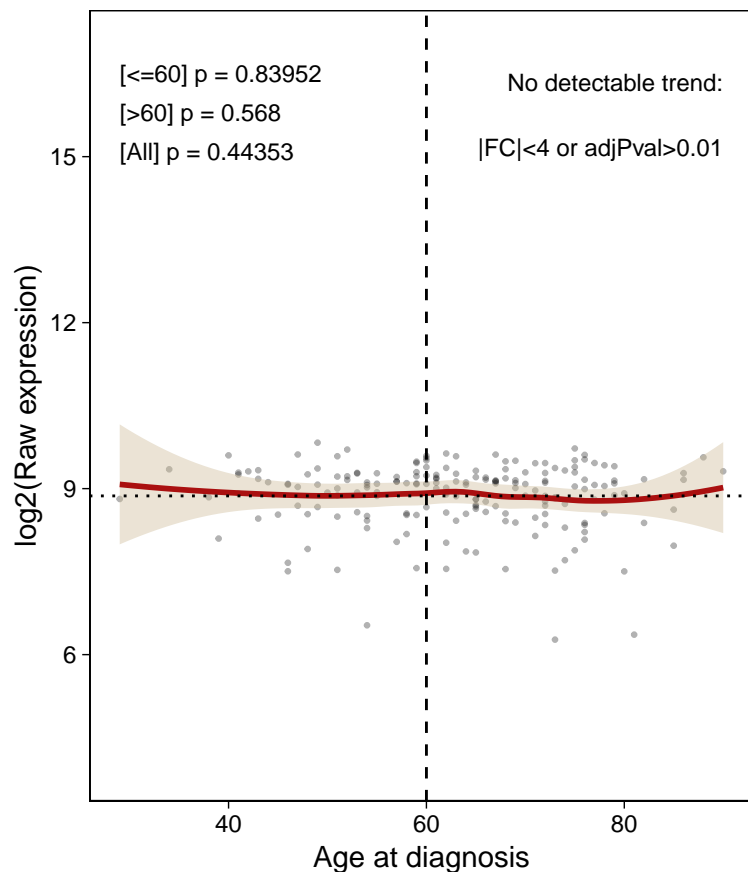 [<=60] p = 0.83952
[>60] p = 0.568
[All] p = 0.44353
No detectable trend:
|FC|<4 or adjPval>0.01
log2(Raw expression)
15
12
9
6
40
60
80
Age at diagnosis